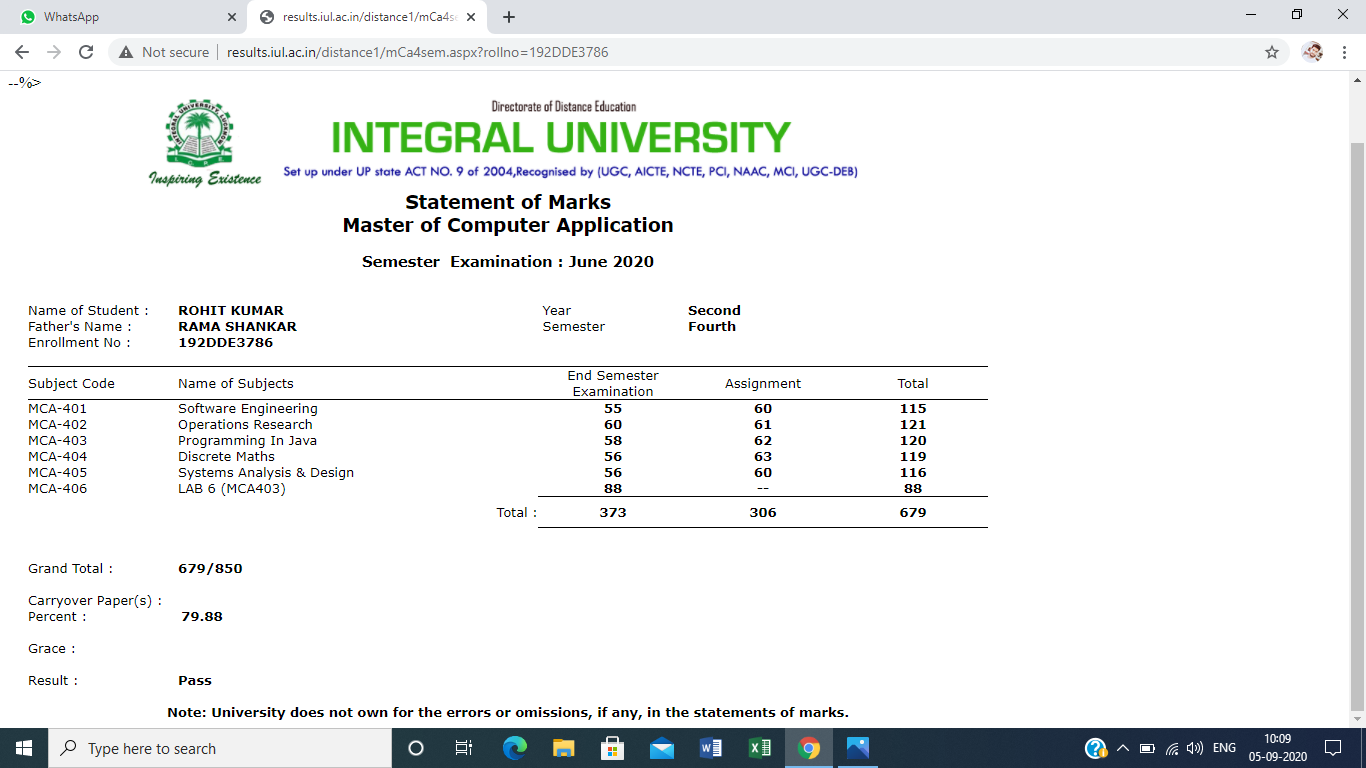 WhatsApp
results.iul.ac.in/distance1/mCa4se
Not secure results.iul.ac.in/distance1/mCa4sem.aspx?rollno=192DDE3786
--%>
Directorate of Distance Education
INTEGRAL UNIVERSITY
Inspiring Existence
Set up under UP state ACT NO. 9 of 2004,Recognised by (UGC, AICTE, NCTE, PCI, NAAC, MCI, UGC-DEB)
Statement of Marks
Master of Computer Application
Semester Examination : June 2020
Name of Student : ROHIT KUMAR Year Second
Father's Name : RAMA SHANKAR Semester Fourth
Enrollment No : 192DDE3786
Subject Code Name of Subjects End Semester Examination Assignment Total
MCA-401 Software Engineering 55 60 115
MCA-402 Operations Research 60 61 121
MCA-403 Programming In Java 58 62 120
MCA-404 Discrete Maths 56 63 119
MCA-405 Systems Analysis & Design 56 60 116
MCA-406 LAB 6 (MCA403) 88 -- 88
Total : 373 306 679
Grand Total : 679/850
Carryover Paper(s) :
Percent : 79.88
Grace :
Result : Pass
Note: University does not own for the errors or omissions, if any, in the statements of marks.
Type here to search
ENG
10:09
05-09-2020